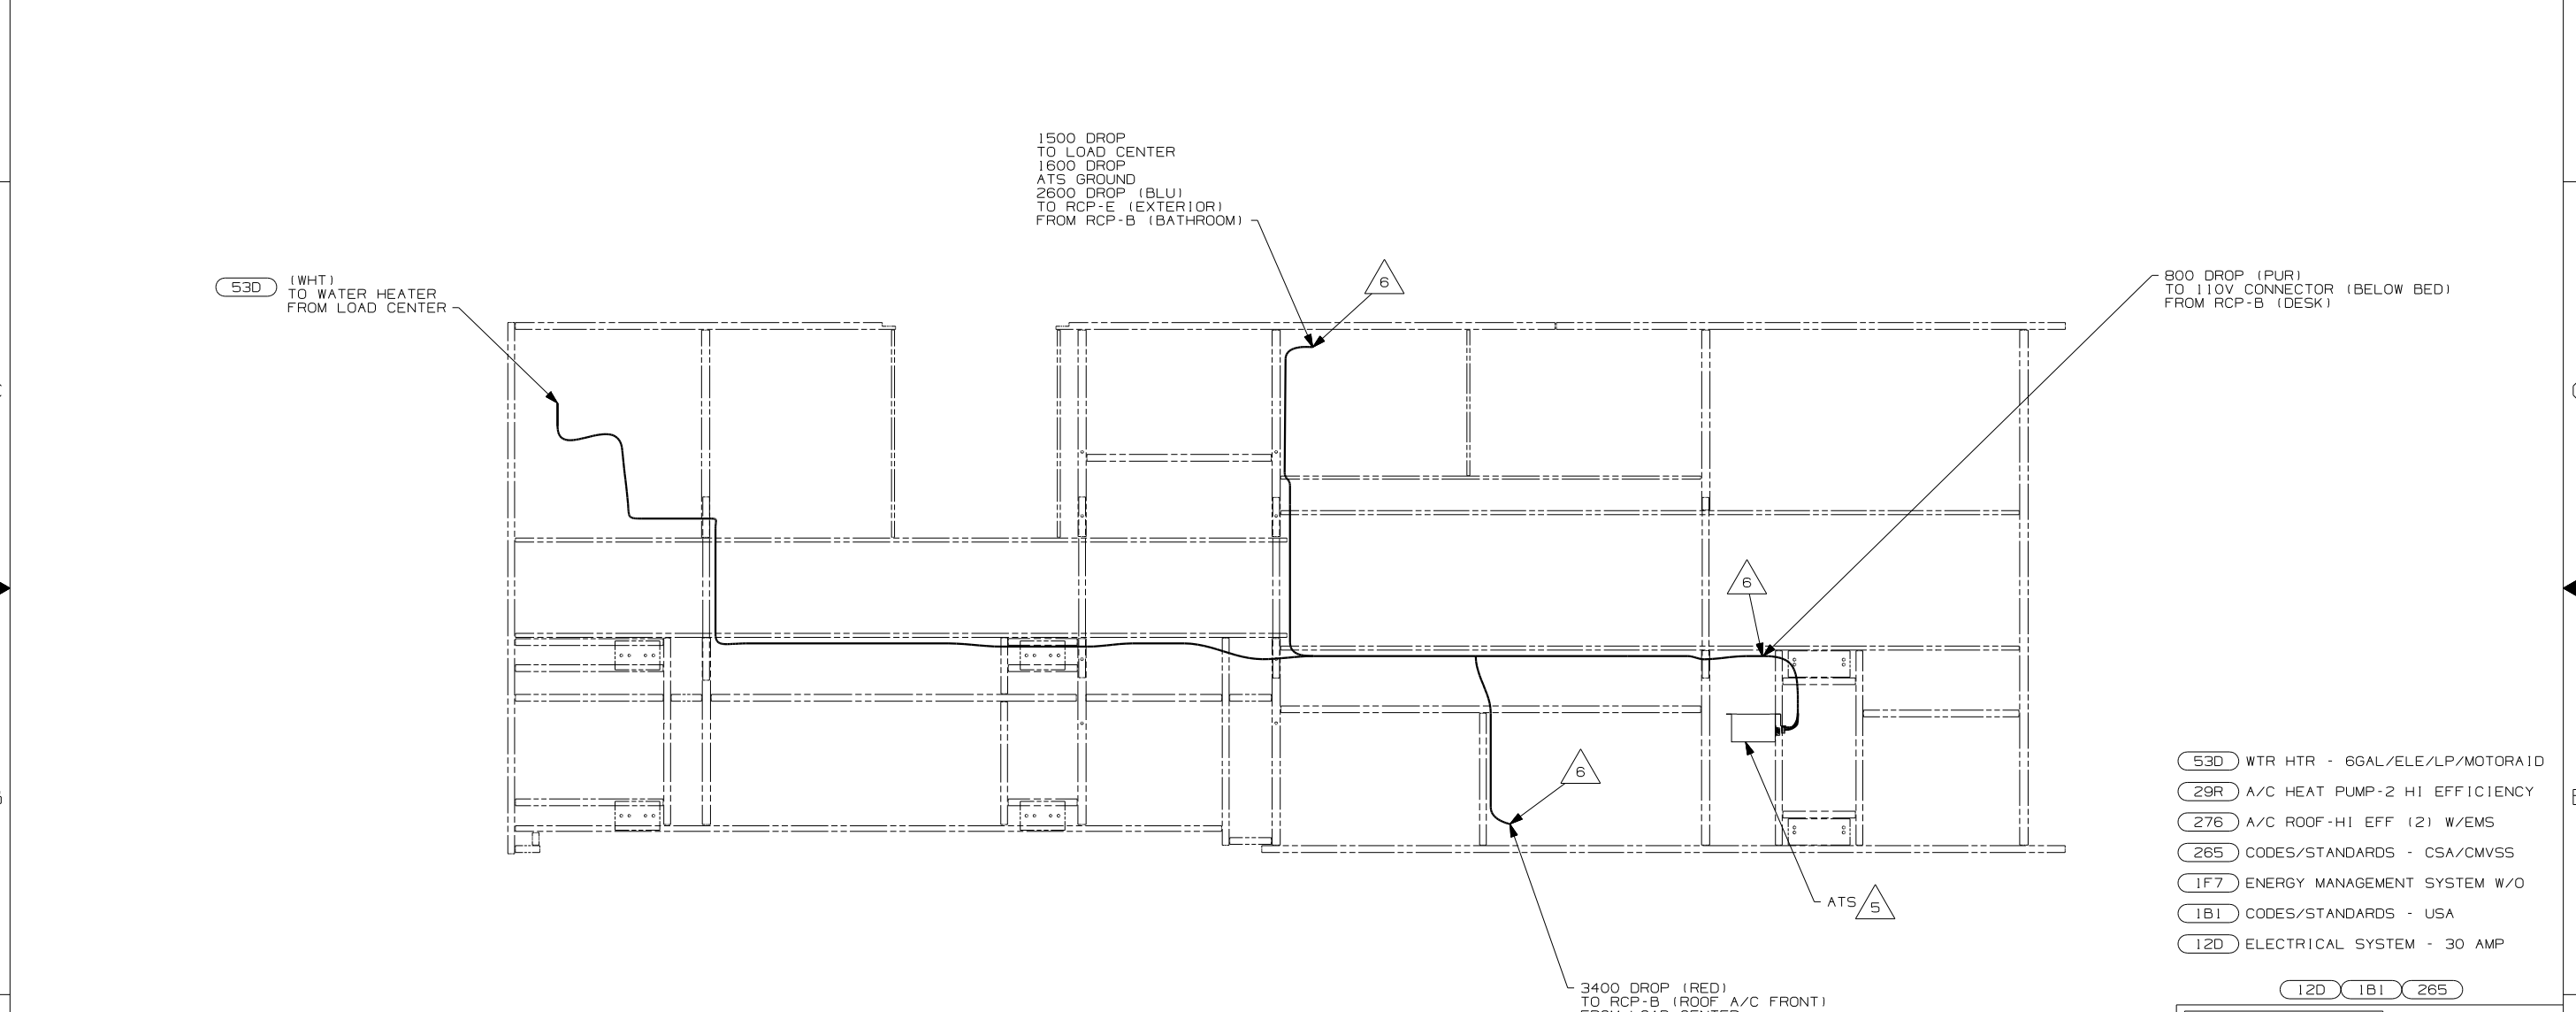 1500 DROP
TO LOAD CENTER
1600 DROP
ATS GROUND
2600 DROP (BLU)
TO RCP-E (EXTERIOR)
FROM RCP-B (BATHROOM)
6
53D
(WHT)
TO WATER HEATER
FROM LOAD CENTER
800 DROP (PUR)
TO 110V CONNECTOR (BELOW BED)
FROM RCP-B (DESK)
6
6
ATS 5
3400 DROP (RED)
TO RCP-B (ROOF A/C FRONT)
FROM LOAD CENTER
53D WTR HTR - 6GAL/ELE/LP/MOTORAID
29R A/C HEAT PUMP-2 HI EFFICIENCY
276 A/C ROOF-HI EFF (2) W/EMS
265 CODES/STANDARDS - CSA/CMVSS
1F7 ENERGY MANAGEMENT SYSTEM W/O
1B1 CODES/STANDARDS - USA
12D ELECTRICAL SYSTEM - 30 AMP
12D 1B1 265